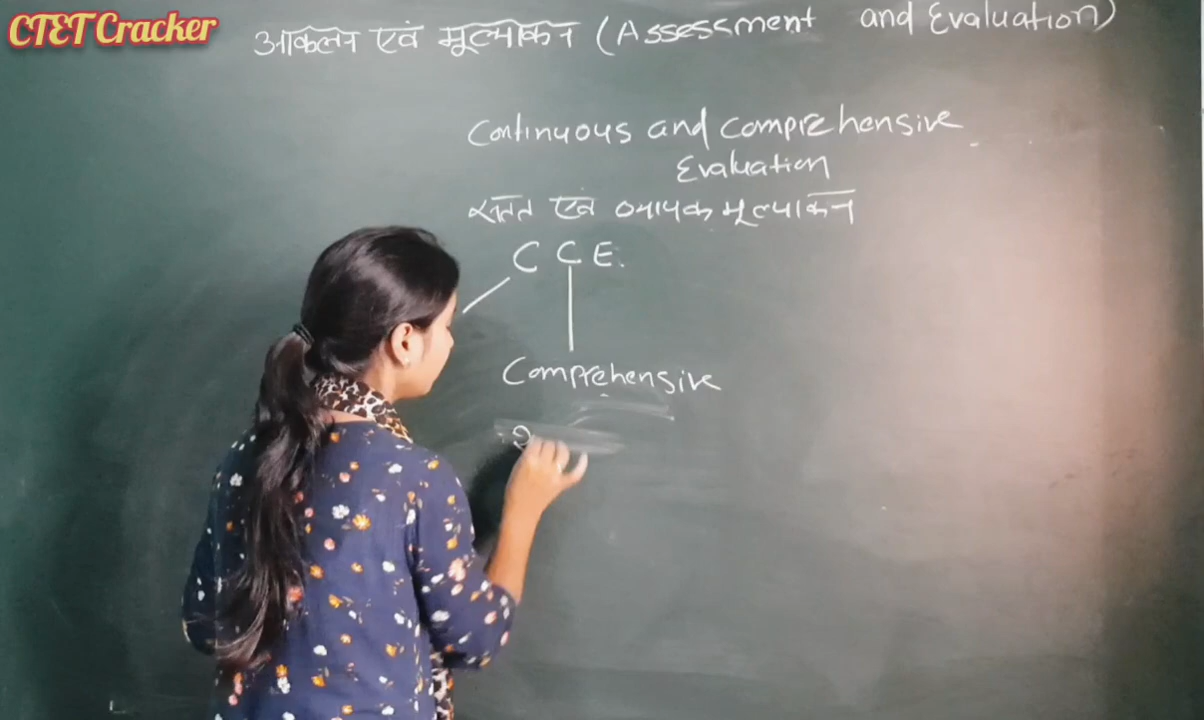 CTET Cracker
आकलन एवं मूल्यांकन (Assessment and Evaluation)
Continuous and comprehensive
Evaluation
सतत एवं व्यापक मूल्यांकन
C C E.
Comprehensive